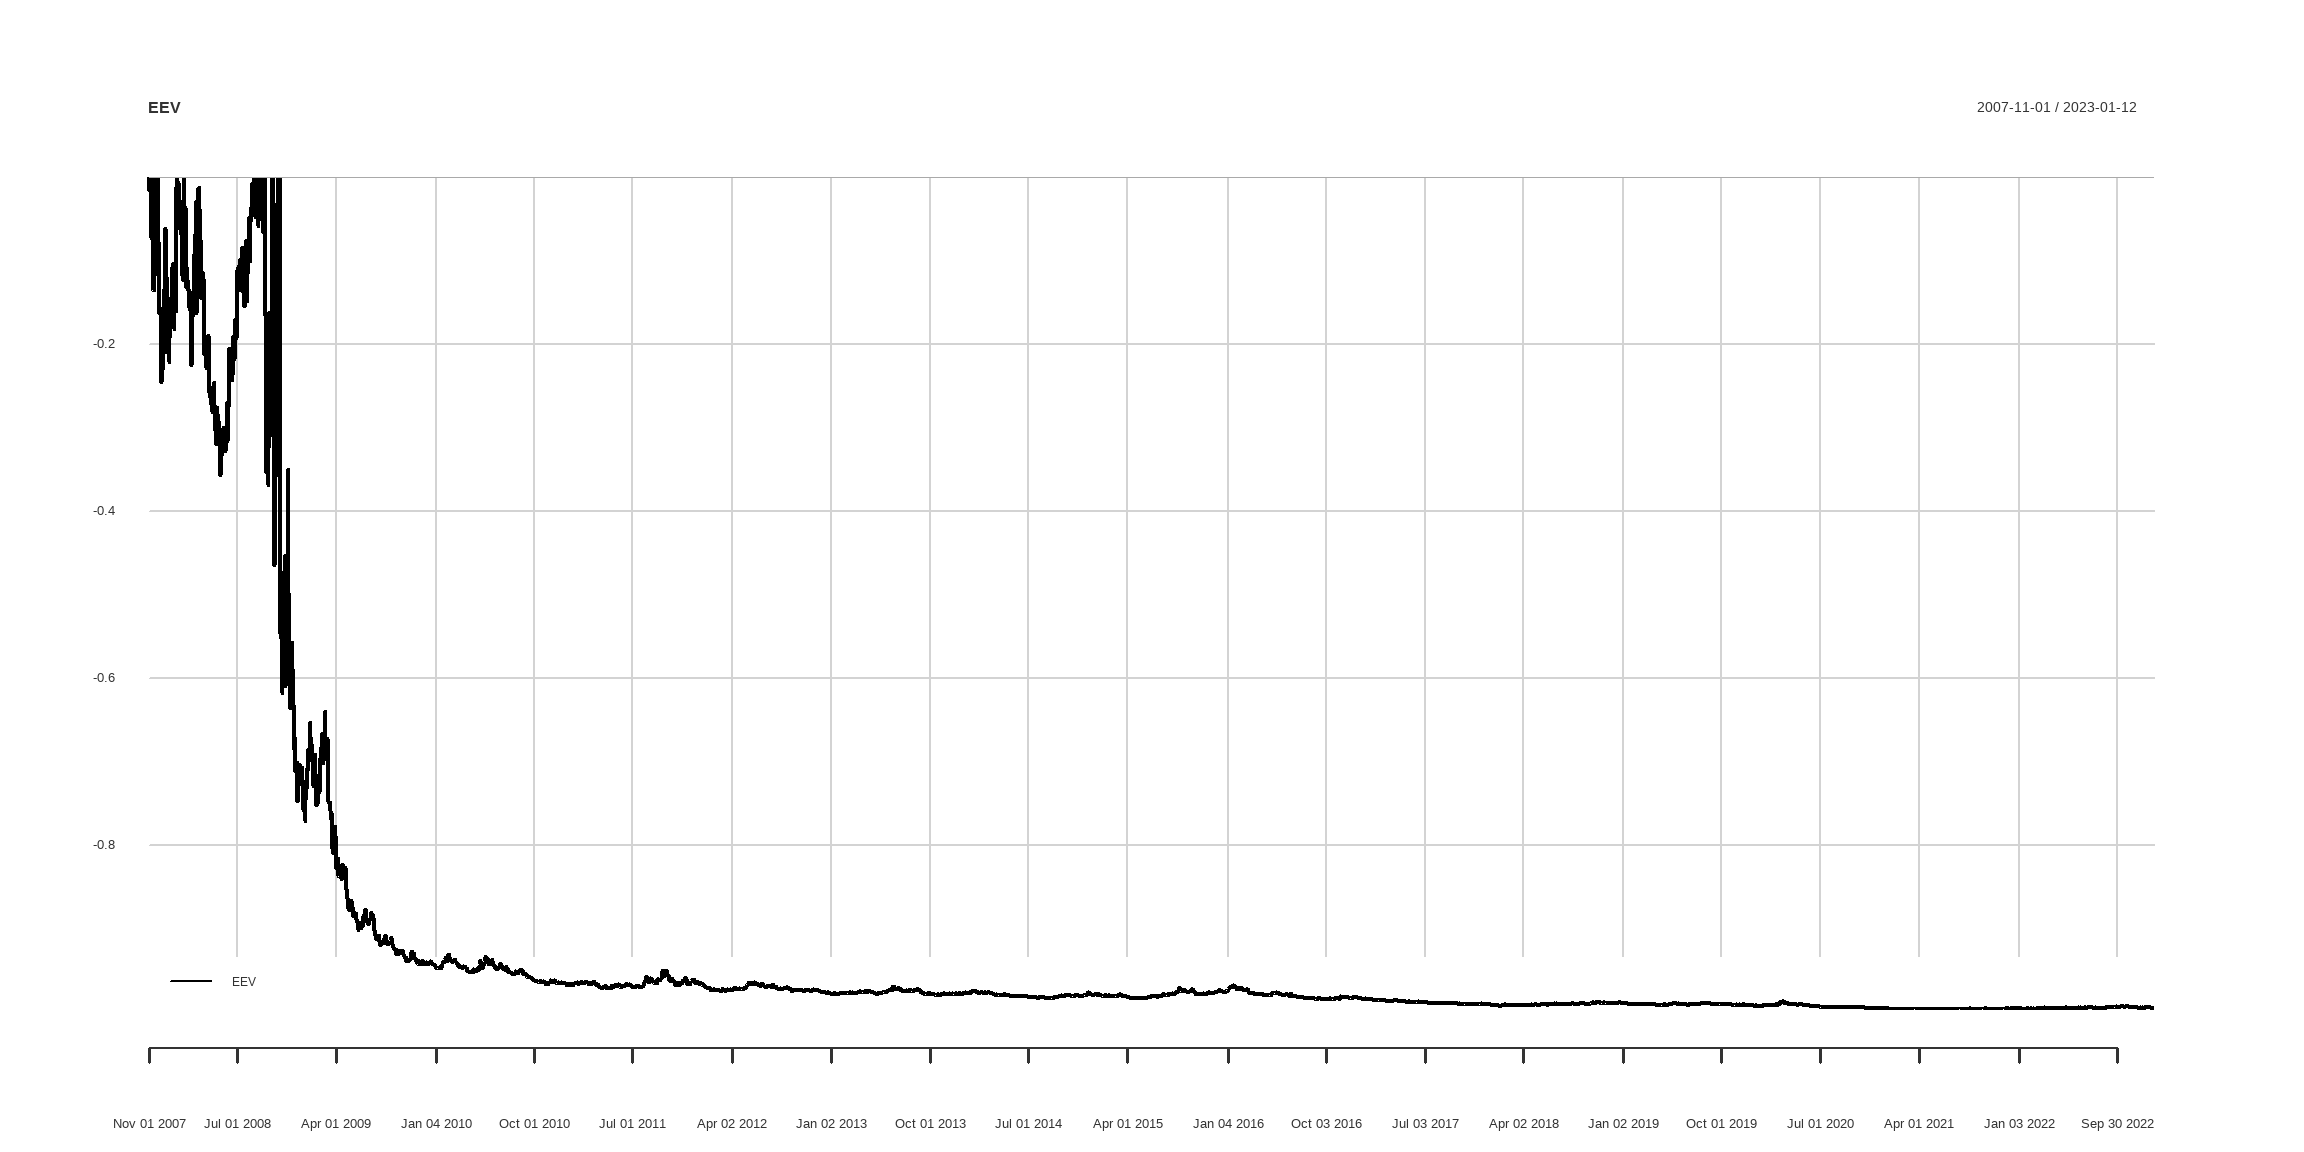 EEV
2007-11-01 / 2023-01-12
-0.2
-0.4
-0.6
-0.8
EEV
Nov 01 2007 Jul 01 2008 Apr 01 2009 Jan 04 2010 Oct 01 2010 Jul 01 2011 Apr 02 2012 Jan 02 2013 Oct 01 2013 Jul 01 2014 Apr 01 2015 Jan 04 2016 Oct 03 2016 Jul 03 2017 Apr 02 2018 Jan 02 2019 Oct 01 2019 Jul 01 2020 Apr 01 2021 Jan 03 2022 Sep 30 2022